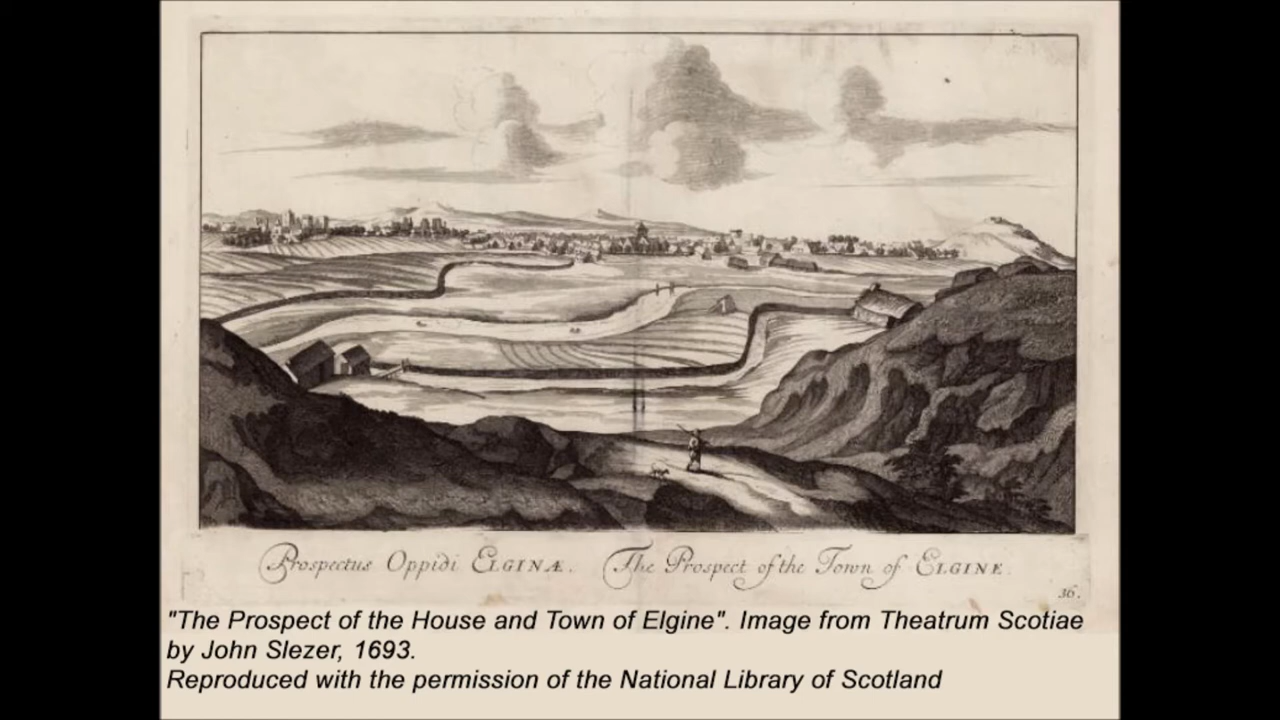 Prospectus Oppidi ELGINÆ. The Prospect of the Town of ELGINE.
36.
"The Prospect of the House and Town of Elgine". Image from Theatrum Scotiae
by John Slezer, 1693.
Reproduced with the permission of the National Library of Scotland